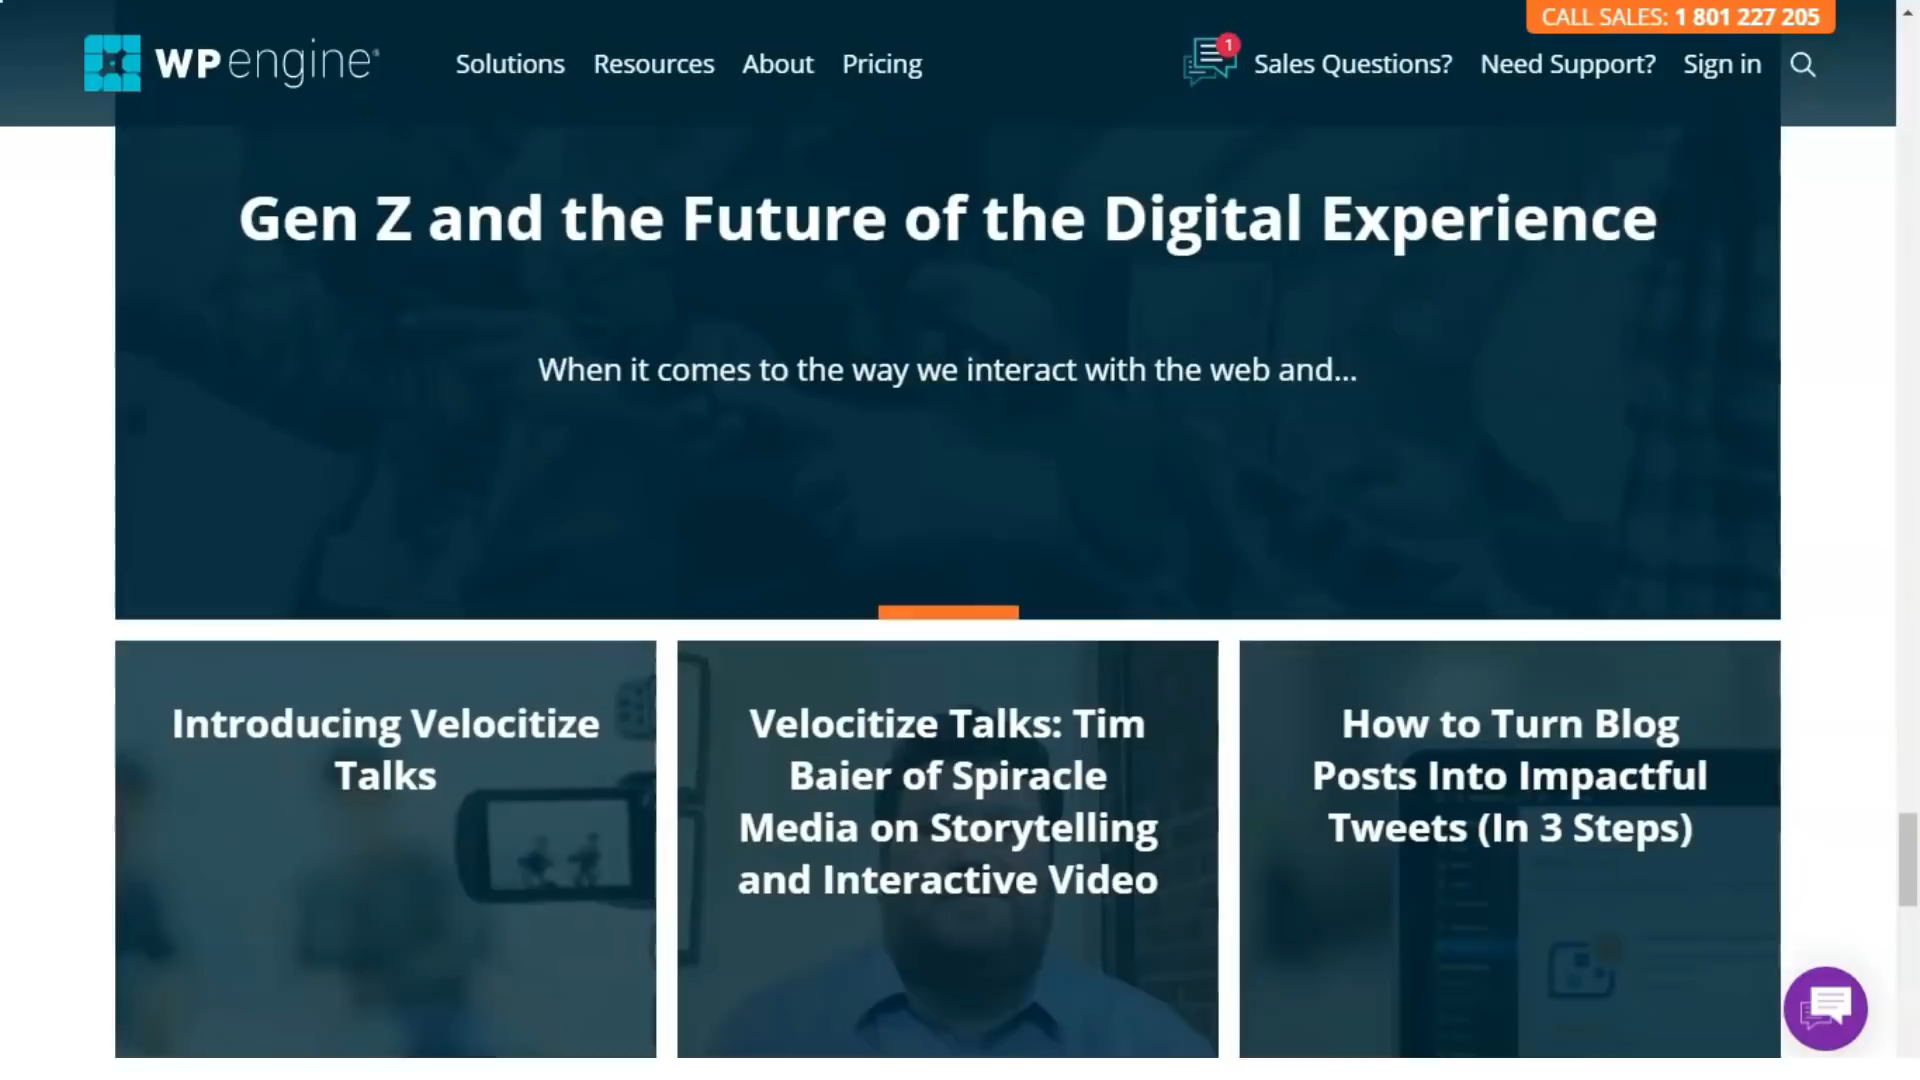 CALL SALES: 1 801 227 205
WP engine®
Solutions Resources About Pricing
1
Sales Questions? Need Support? Sign in
Gen Z and the Future of the Digital Experience
When it comes to the way we interact with the web and...
Introducing Velocitize
Talks
Velocitize Talks: Tim
Baier of Spiracle
Media on Storytelling
and Interactive Video
How to Turn Blog
Posts Into Impactful
Tweets (In 3 Steps)